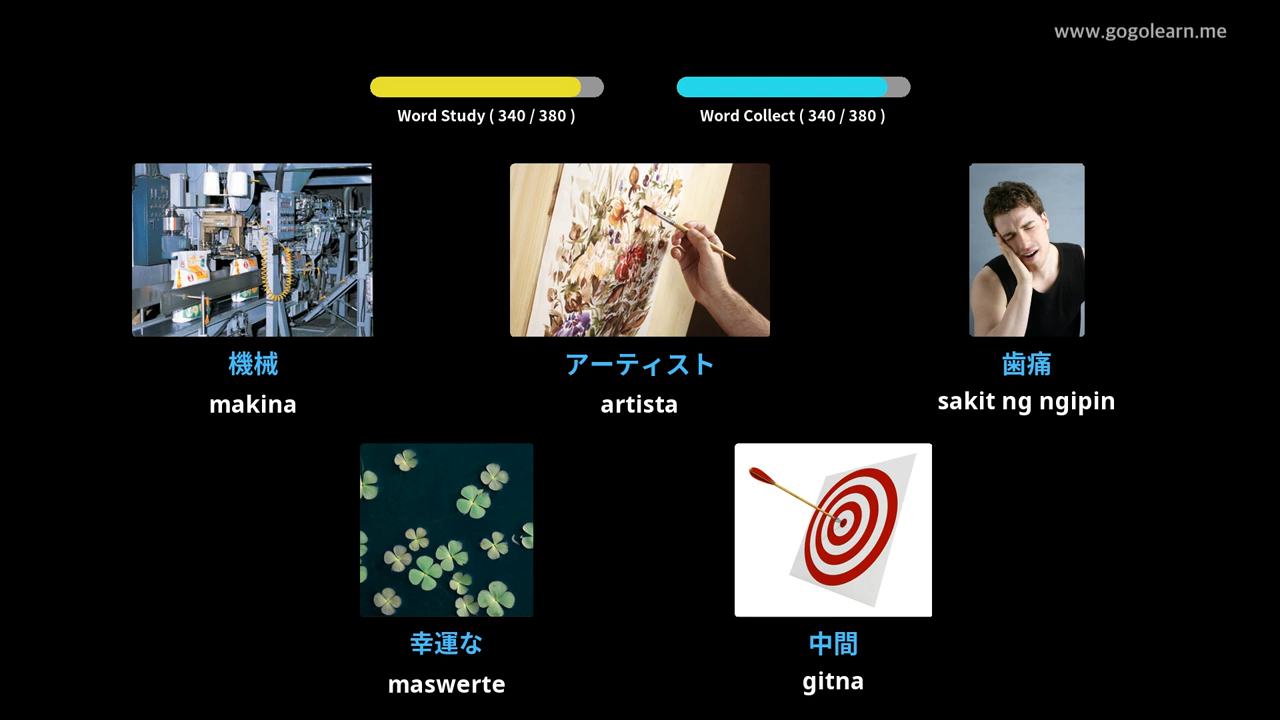 www.gogolearn.me
Word Study ( 340 / 380 )
Word Collect ( 340 / 380 )
機械
makina
アーティスト
artista
歯痛
sakit ng ngipin
幸運な
maswerte
中間
gitna